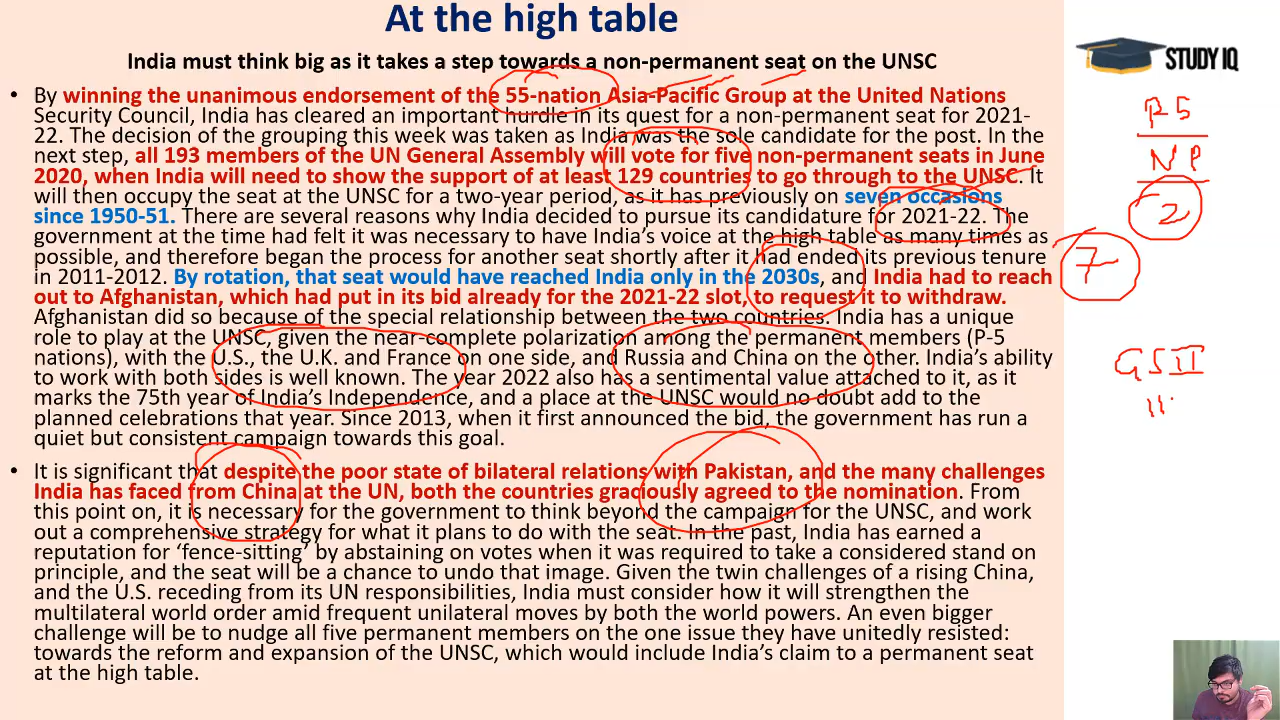 At the high table
India must think big as it takes a step towards a non-permanent seat on the UNSC
• By winning the unanimous endorsement of the 55-nation Asia-Pacific Group at the United Nations
Security Council, India has cleared an important hurdle in its quest for a non-permanent seat for 2021-
22. The decision of the grouping this week was taken as India was the sole candidate for the post. In the
next step, all 193 members of the UN General Assembly will vote for five non-permanent seats in June
2020, when India will need to show the support of at least 129 countries to go through to the UNSC. It
will then occupy the seat at the UNSC for a two-year period, as it has previously on seven occasions
since 1950-51. There are several reasons why India decided to pursue its candidature for 2021-22. The
government at the time had felt it was necessary to have India's voice at the high table as many times as
possible, and therefore began the process for another seat shortly after it had ended its previous tenure
in 2011-2012. By rotation, that seat would have reached India only in the 2030s, and India had to reach
out to Afghanistan, which had put in its bid already for the 2021-22 slot, to request it to withdraw.
Afghanistan did so because of the special relationship between the two countries. India has a unique
role to play at the UNSC, given the near-complete polarization among the permanent members (P-5
nations), with the U.S., the U.K. and France on one side, and Russia and China on the other. India's ability
to work with both sides is well known. The year 2022 also has a sentimental value attached to it, as it
marks the 75th year of India's Independence, and a place at the UNSC would no doubt add to the
planned celebrations that year. Since 2013, when it first announced the bid, the government has run a
quiet but consistent campaign towards this goal.
• It is significant that despite the poor state of bilateral relations with Pakistan, and the many challenges
India has faced from China at the UN, both the countries graciously agreed to the nomination. From
this point on, it is necessary for the government to think beyond the campaign for the UNSC, and work
out a comprehensive strategy for what it plans to do with the seat. In the past, India has earned a
reputation for 'fence-sitting' by abstaining on votes when it was required to take a considered stand on
principle, and the seat will be a chance to undo that image. Given the twin challenges of a rising China,
and the U.S. receding from its UN responsibilities, India must consider how it will strengthen the
multilateral world order amid frequent unilateral moves by both the world powers. An even bigger
challenge will be to nudge all five permanent members on the one issue they have unitedly resisted:
towards the reform and expansion of the UNSC, which would include India's claim to a permanent seat
at the high table.
STUDY IQ
P5
NP
2
7
GSII